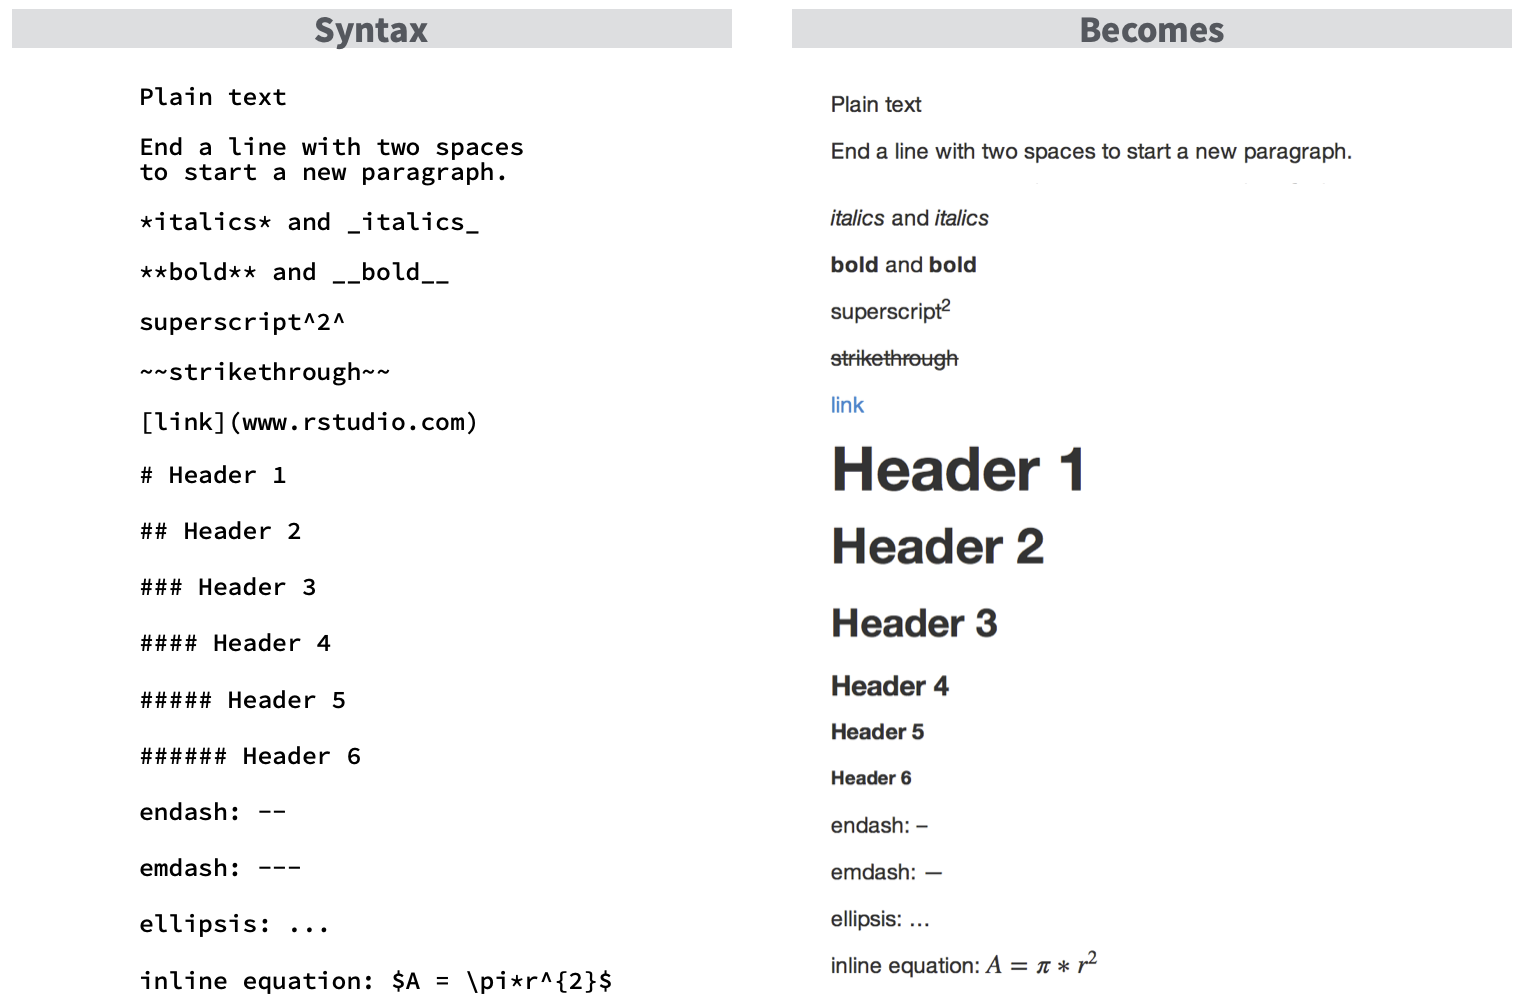 Syntax
Plain text
End a line with two spaces
to start a new paragraph.
*italics* and _italics_
**bold** and __bold__
superscript^2^
~~strikethrough~~
[link](www.rstudio.com)
# Header 1
## Header 2
### Header 3
#### Header 4
##### Header 5
###### Header 6
endash: --
emdash: ---
ellipsis: ...
inline equation: $A = \pi*r^{2}$
Becomes
Plain text
End a line with two spaces to start a new paragraph.
italics and italics
bold and bold
superscript²
strikethrough
link
Header 1
Header 2
Header 3
Header 4
Header 5
Header 6
endash: –
emdash: —
ellipsis: …
inline equation: A = π ∗ r²